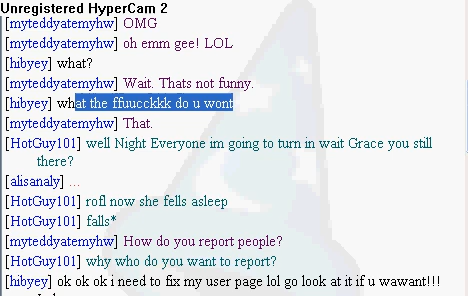 Unregistered HyperCam 2
[myteddyatemyhw] OMG
[myteddyatemyhw] oh emm gee! LOL
[hibyey] what?
[myteddyatemyhw] Wait. Thats not funny.
[hibyey] what the ffuucckkk do u wont
[myteddyatemyhw] That.
[HotGuy101] well Night Everyone im going to turn in wait Grace you still
there?
[alisanaly] ...
[HotGuy101] rofl now she fells asleep
[HotGuy101] falls*
[myteddyatemyhw] How do you report people?
[HotGuy101] why who do you want to report?
[hibyey] ok ok ok i need to fix my user page lol go look at it if u wawant!!!